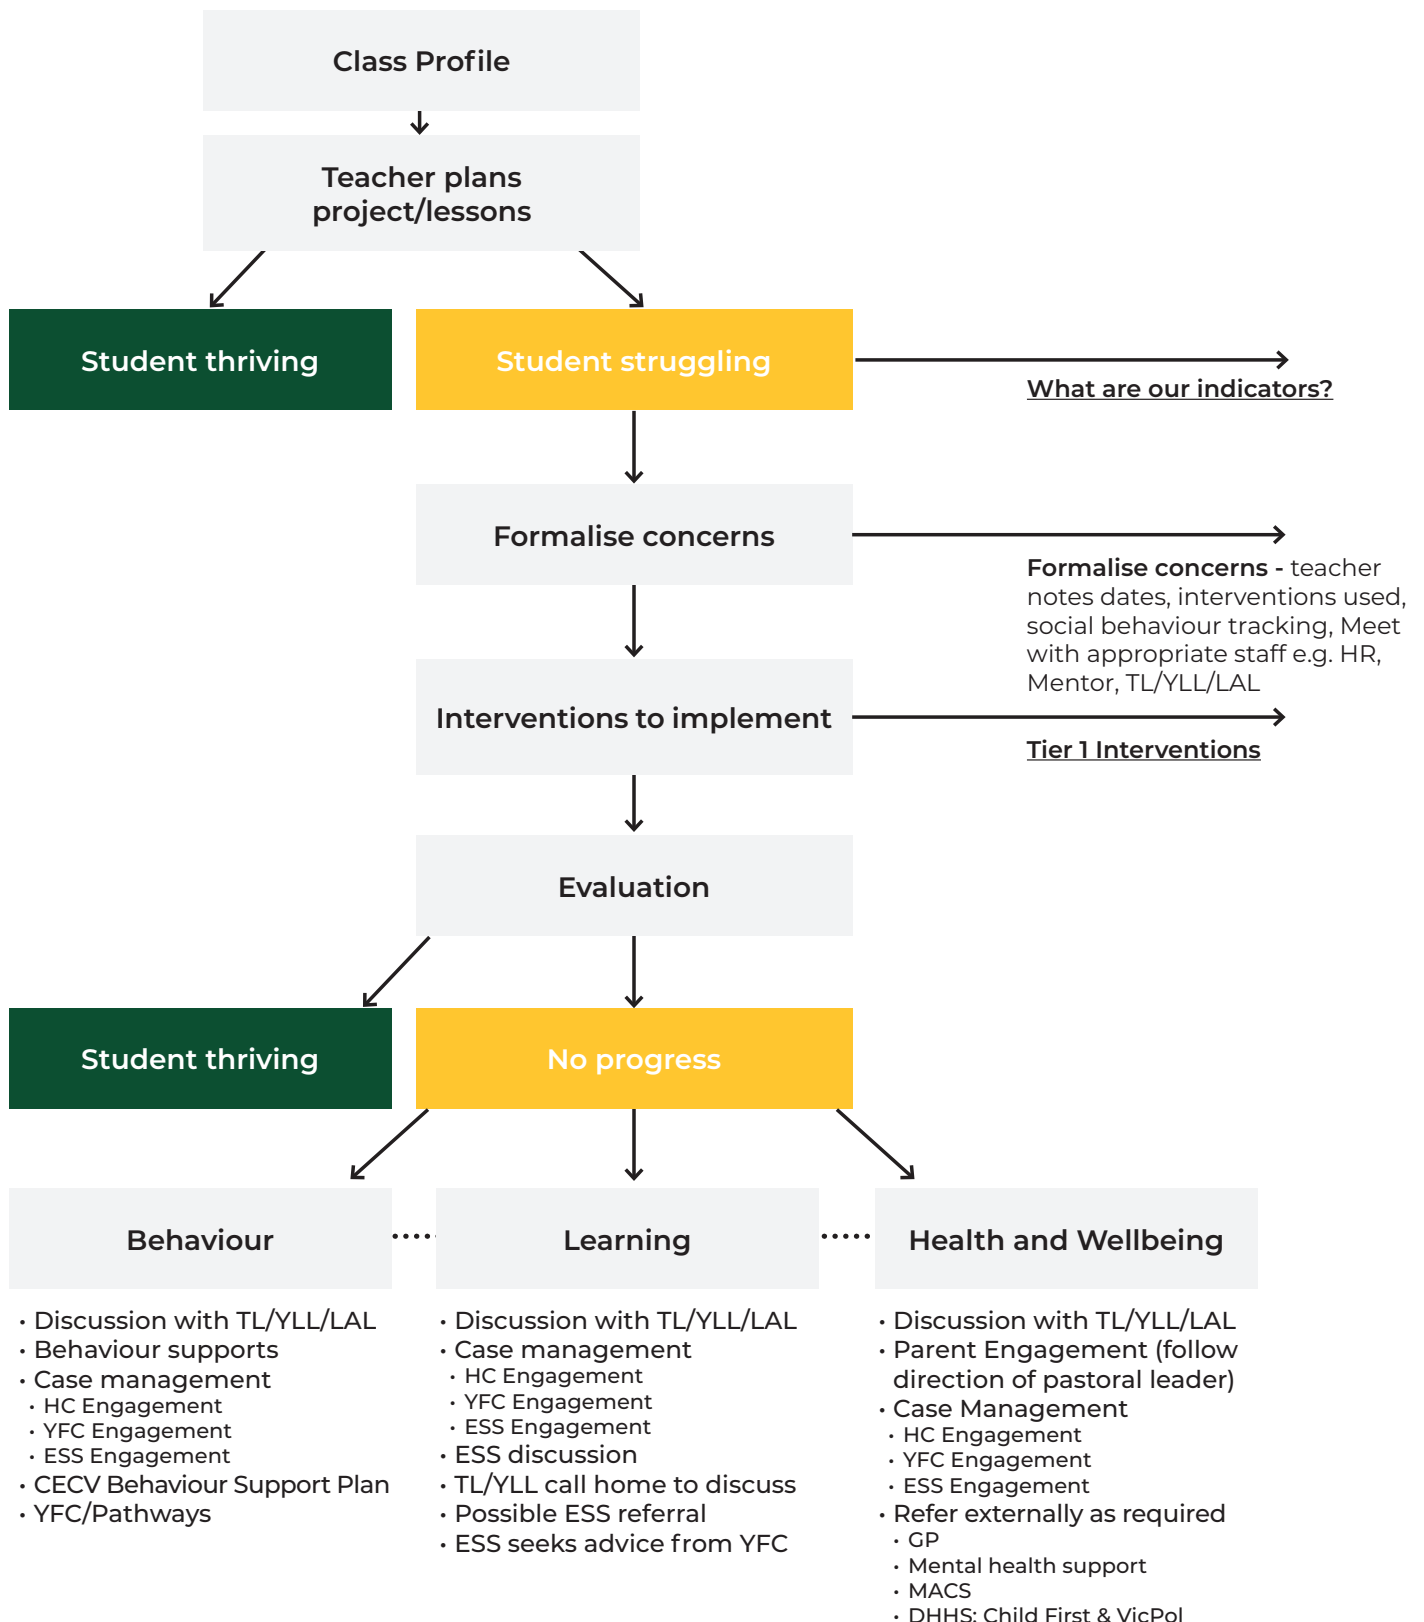 Class Profile
Teacher plans
project/lessons
Student thriving
Student struggling
What are our indicators?
Formalise concerns
Formalise concerns - teacher
notes dates, interventions used,
social behaviour tracking, Meet
with appropriate staff e.g. HR,
Mentor, TL/YLL/LAL
Interventions to implement
Tier 1 Interventions
Evaluation
Student thriving
No progress
Behaviour
• Discussion with TL/YLL/LAL
• Behaviour supports
• Case management
• HC Engagement
• YFC Engagement
• ESS Engagement
• CECV Behaviour Support Plan
• YFC/Pathways
Learning
• Discussion with TL/YLL/LAL
• Case management
• HC Engagement
• YFC Engagement
• ESS Engagement
• ESS discussion
• TL/YLL call home to discuss
• Possible ESS referral
• ESS seeks advice from YFC
Health and Wellbeing
• Discussion with TL/YLL/LAL
• Parent Engagement (follow
direction of pastoral leader)
• Case Management
• HC Engagement
• YFC Engagement
• ESS Engagement
• Refer externally as required
• GP
• Mental health support
• MACS
• DHHS: Child First & VicPol